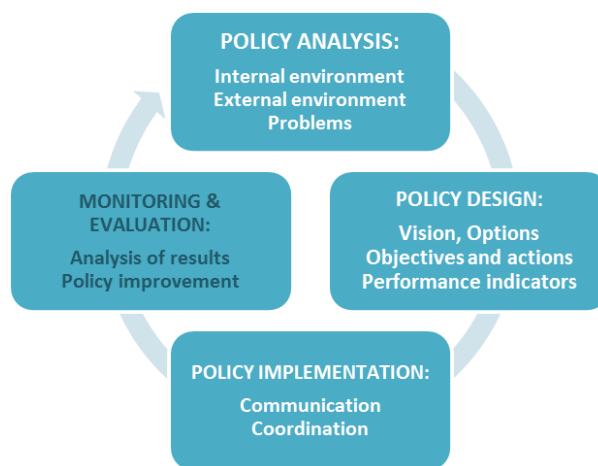 POLICY ANALYSIS:
Internal environment
External environment
Problems
POLICY DESIGN:
Vision, Options
Objectives and actions
Performance indicators
POLICY IMPLEMENTATION:
Communication
Coordination
MONITORING &
EVALUATION:
Analysis of results
Policy improvement